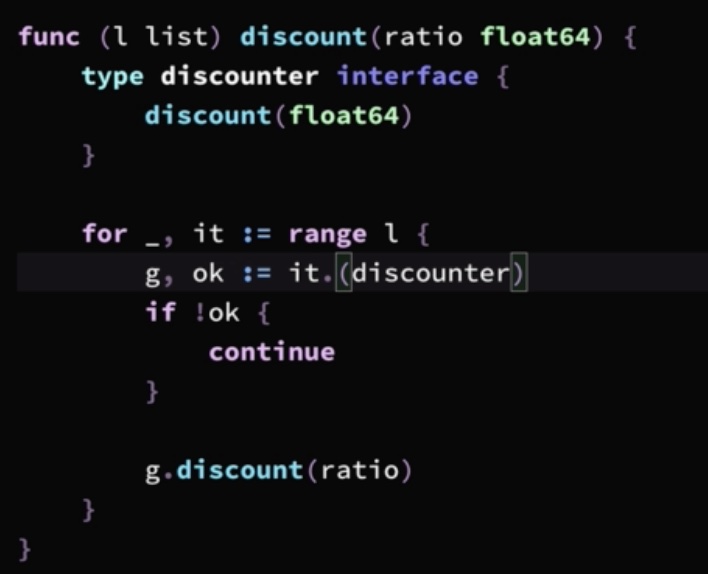 func (l list) discount(ratio float64) {
    type discounter interface {
        discount(float64)
    }

    for _, it := range l {
        g, ok := it.(discounter)
        if !ok {
            continue
        }

        g.discount(ratio)
    }
}